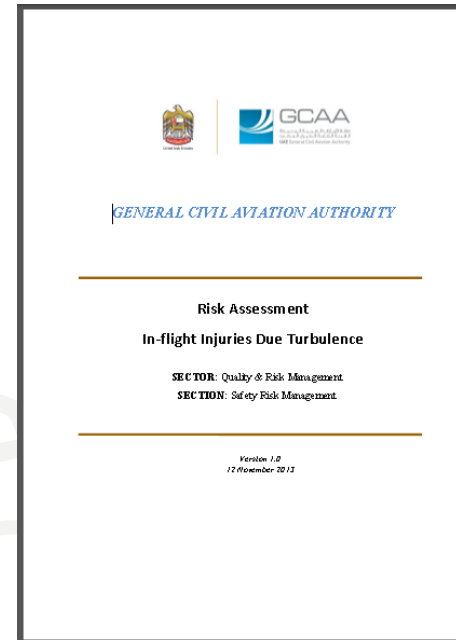 GCAA
GENERAL CIVIL AVIATION AUTHORITY
Risk Assessment
In-flight Injuries Due Turbulence
SECTOR: Quality & Risk Management
SECTION: Safety Risk Management
Version 1.0
12 November 2013